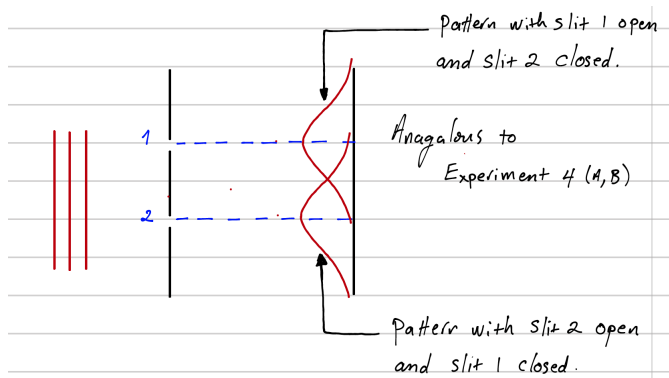 Pattern with slit 1 open
and slit 2 closed.
1
Anagalous to
Experiment 4 (A,B)
2
Pattern with slit 2 open
and slit 1 closed.